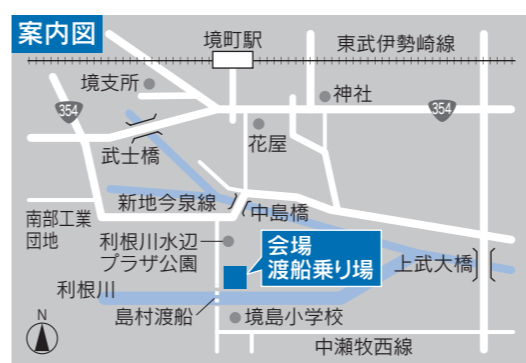 案内図
境町駅
東武伊勢崎線
境支所
神社
354
354
花屋
武士橋
新地今泉線
中島橋
南部工業
団地
利根川水辺
プラザ公園
会場
渡船乗り場
上武大橋
利根川
島村渡船
境島小学校
N
中瀬牧西線